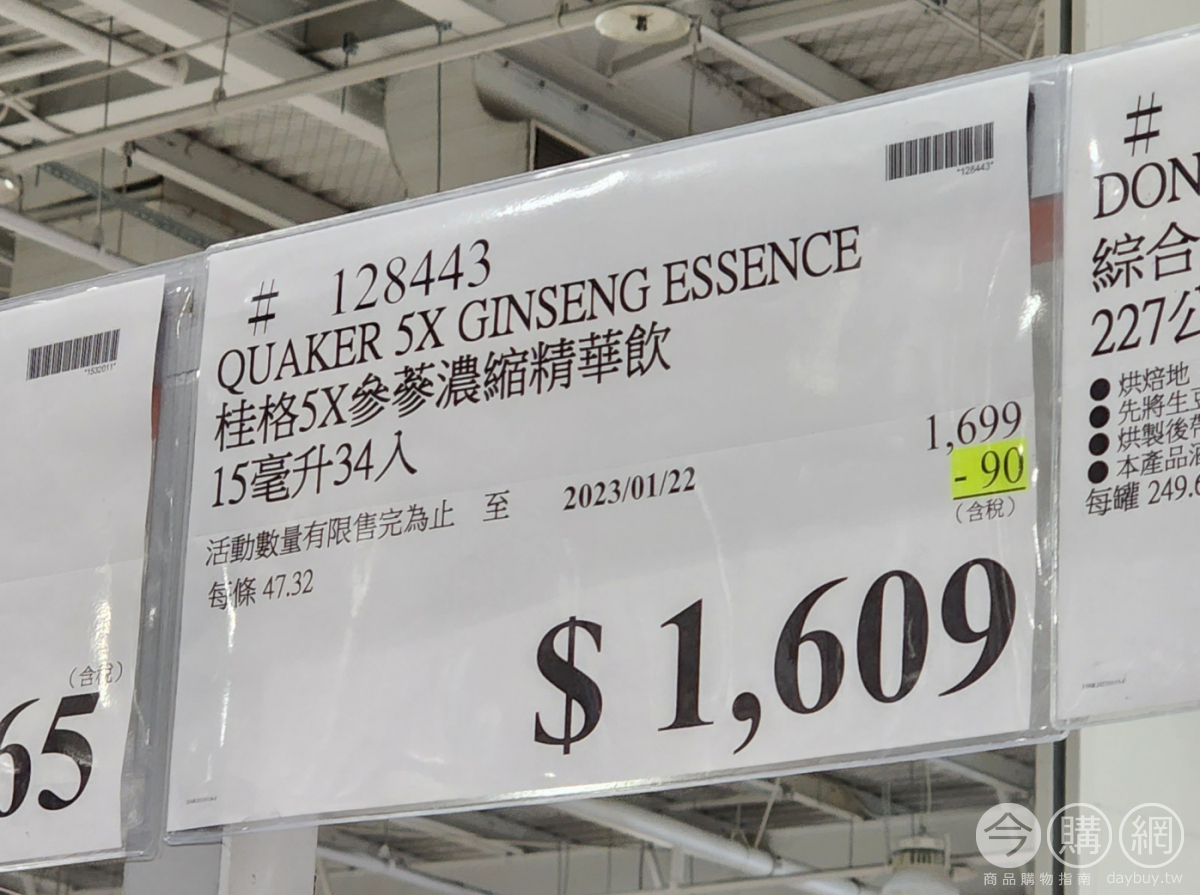 "128443"
# 128443
QUAKER 5X GINSENG ESSENCE
桂格5X參蔘濃縮精華飲
15毫升34入
1,699
- 90
活動數量有限售完為止 至 2023/01/22
(含稅)
每條 47.32
$ 1,609
"1532011"
(含稅)
65
#
DON
綜合
227公
● 烘焙地
● 先將生豆
● 烘製後帶
● 本產品涵
每罐 249.6
今購網
商品購物指南 daybuy.tw